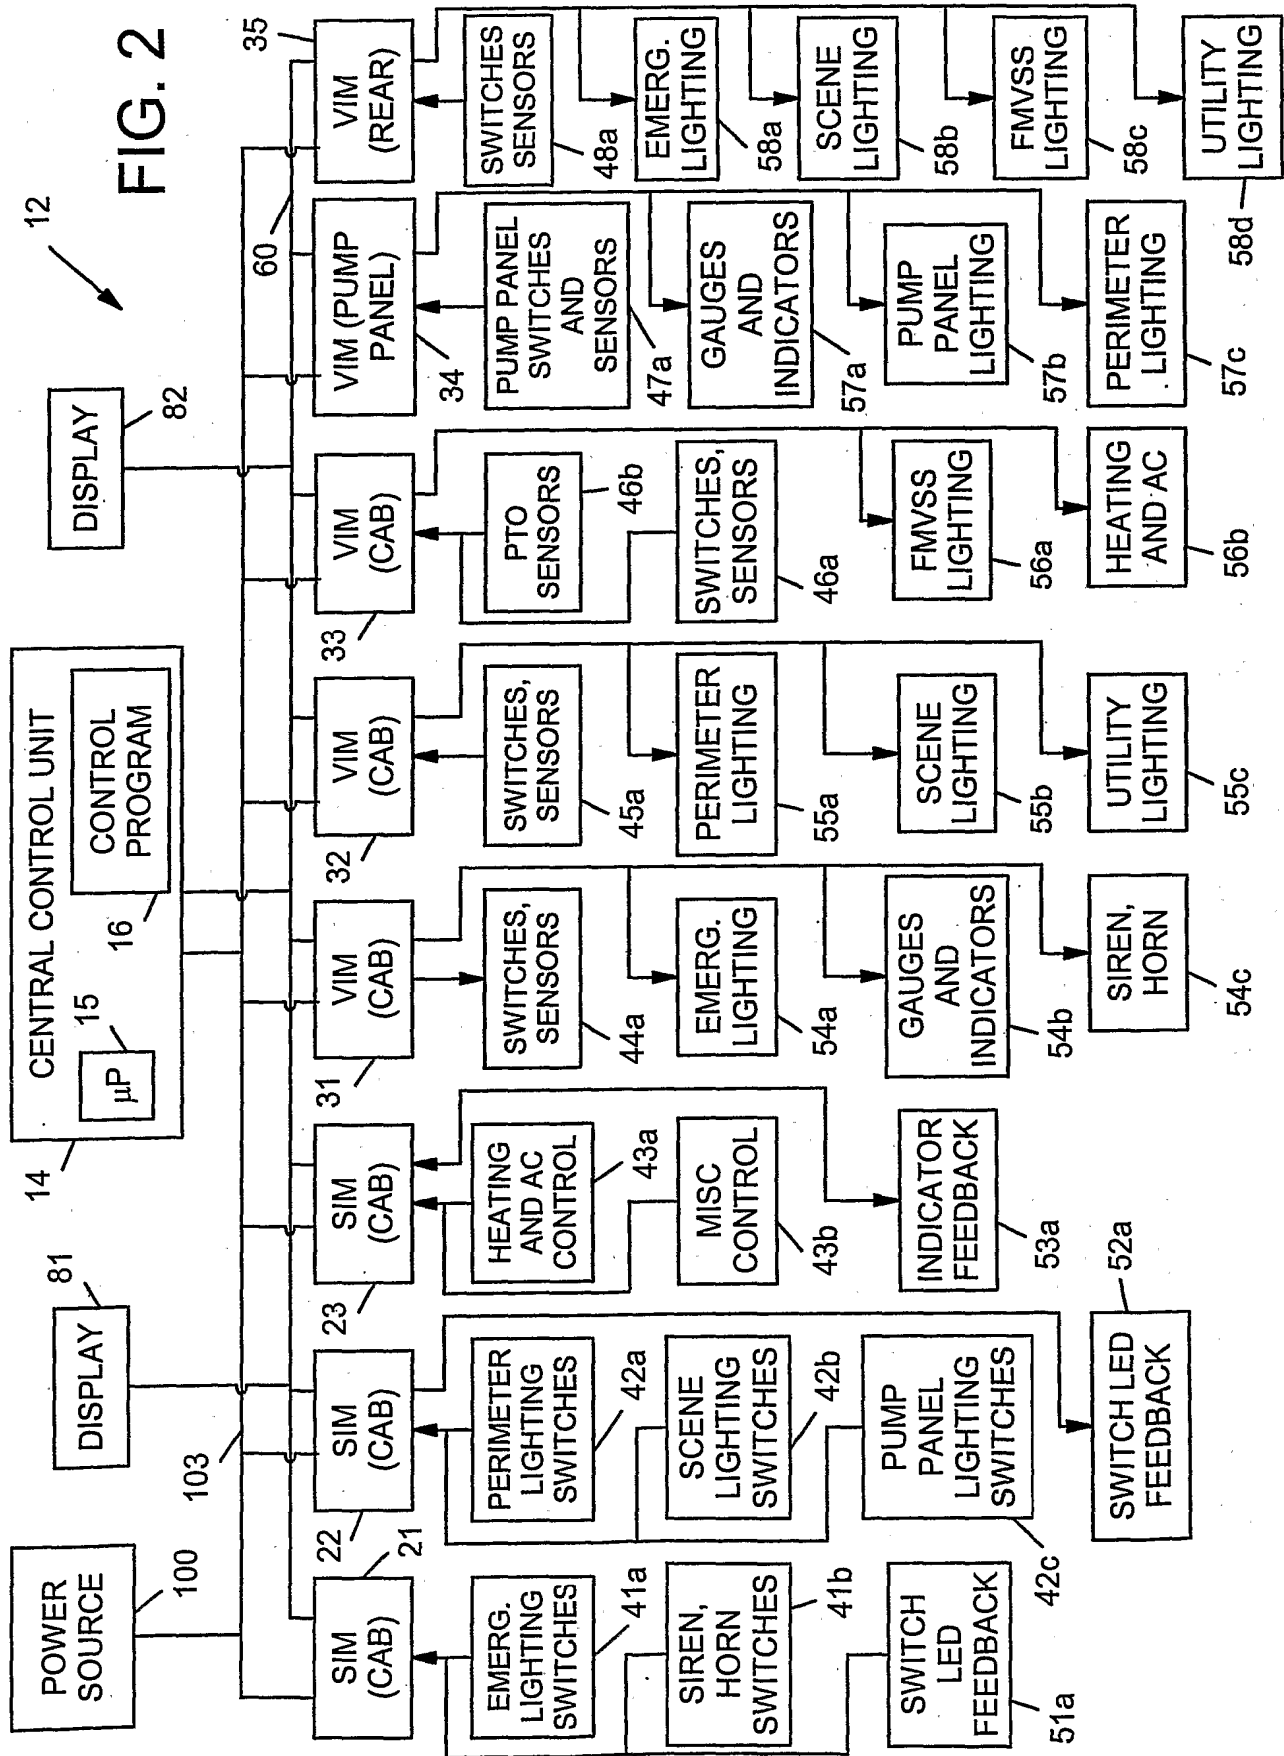 FIG. 2
12
POWER
SOURCE
100
DISPLAY
81
103
14
CENTRAL CONTROL UNIT
15
µP
16
CONTROL
PROGRAM
DISPLAY
82
60
SIM
(CAB)
21
EMERG.
LIGHTING
SWITCHES
41a
SIREN,
HORN
SWITCHES
41b
SWITCH
LED
FEEDBACK
51a
SIM
(CAB)
22
PERIMETER
LIGHTING
SWITCHES
42a
SCENE
LIGHTING
SWITCHES
42b
PUMP
PANEL
LIGHTING
SWITCHES
42c
SWITCH LED
FEEDBACK
52a
SIM
(CAB)
23
HEATING
AND AC
CONTROL
43a
MISC
CONTROL
43b
INDICATOR
FEEDBACK
53a
VIM
(CAB)
31
SWITCHES,
SENSORS
44a
EMERG.
LIGHTING
54a
GAUGES
AND
INDICATORS
54b
SIREN,
HORN
54c
VIM
(CAB)
32
SWITCHES,
SENSORS
45a
PERIMETER
LIGHTING
55a
SCENE
LIGHTING
55b
UTILITY
LIGHTING
55c
VIM
(CAB)
33
PTO
SENSORS
46b
SWITCHES,
SENSORS
46a
FMVSS
LIGHTING
56a
HEATING
AND AC
56b
VIM (PUMP
PANEL)
34
PUMP PANEL
SWITCHES
AND
SENSORS
47a
GAUGES
AND
INDICATORS
57a
PUMP
PANEL
LIGHTING
57b
PERIMETER
LIGHTING
57c
VIM
(REAR)
35
SWITCHES
SENSORS
48a
EMERG.
LIGHTING
58a
SCENE
LIGHTING
58b
FMVSS
LIGHTING
58c
UTILITY
LIGHTING
58d